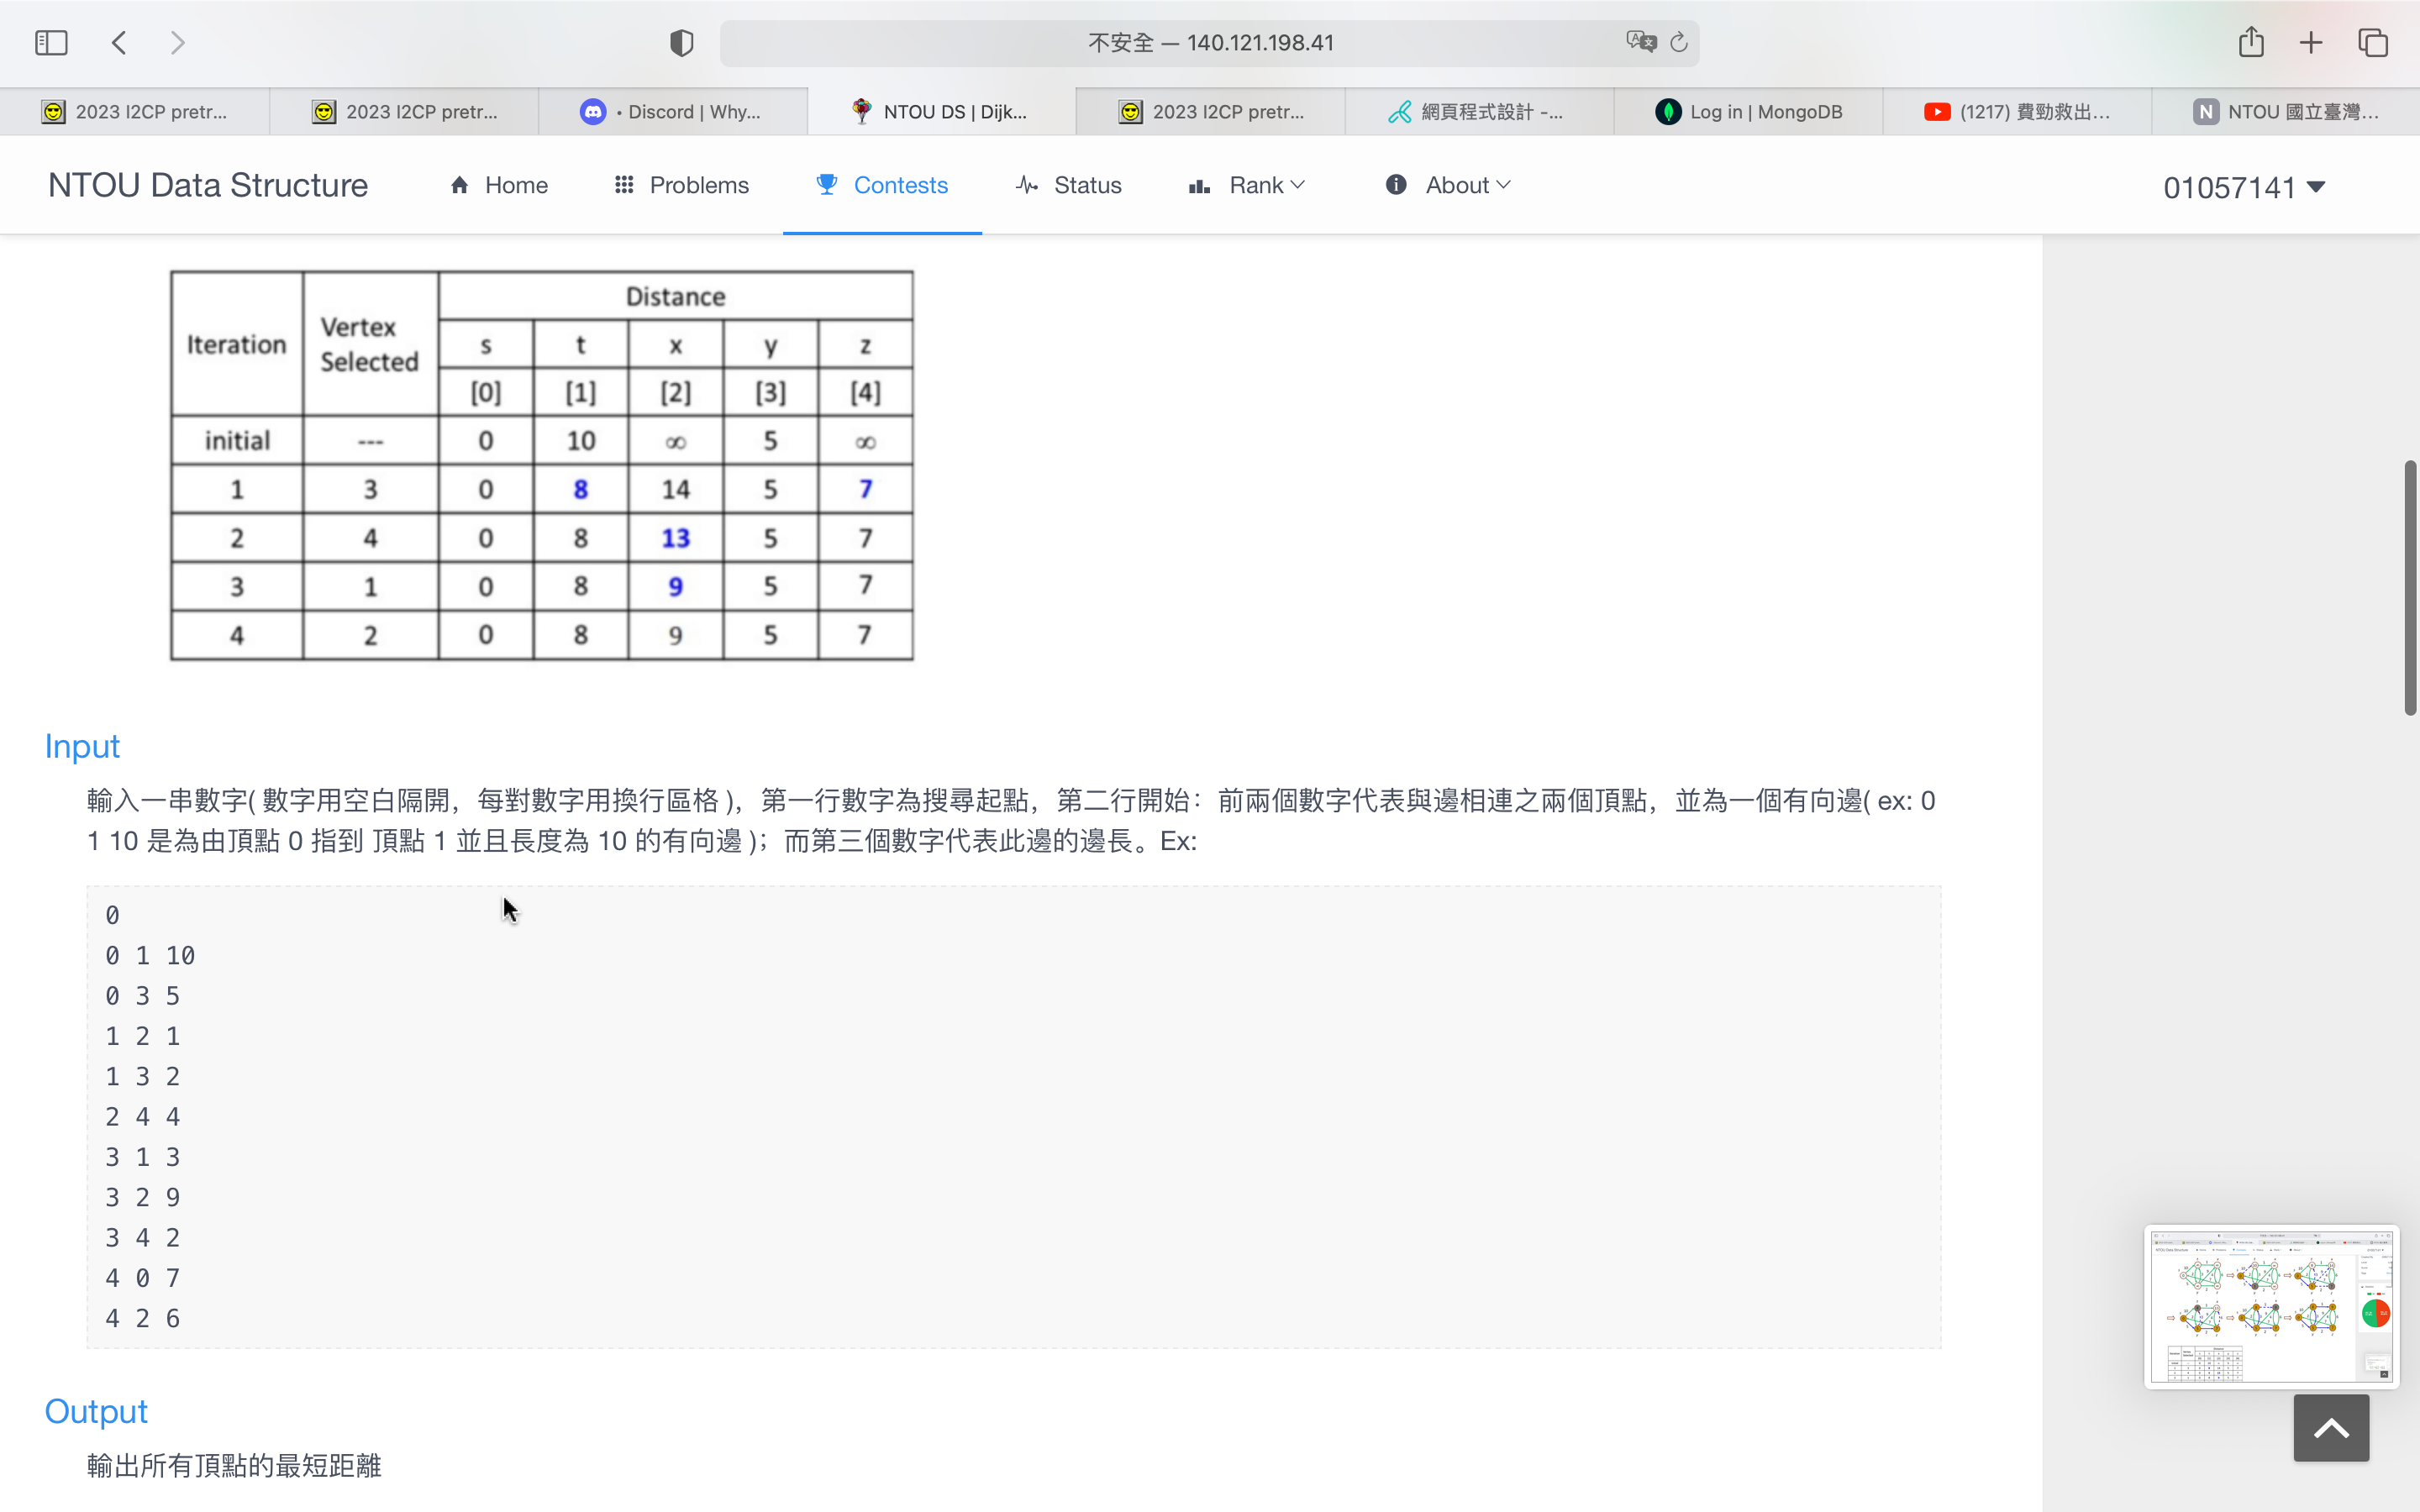 不安全 — 140.121.198.41
2023 I2CP pretr...
2023 I2CP pretr...
• Discord | Why...
NTOU DS | Dijk...
2023 I2CP pretr...
網頁程式設計 -...
Log in | MongoDB
(1217) 費勁救出...
N NTOU 國立臺灣...
NTOU Data Structure
Home
Problems
Contests
Status
Rank
About
01057141
Iteration Vertex Selected Distance
s t x y z
[0] [1] [2] [3] [4]
initial --- 0 10 ∞ 5 ∞
1 3 0 8 14 5 7
2 4 0 8 13 5 7
3 1 0 8 9 5 7
4 2 0 8 9 5 7
Input
輸入一串數字( 數字用空白隔開，每對數字用換行區格 )，第一行數字為搜尋起點，第二行開始：前兩個數字代表與邊相連之兩個頂點，並為一個有向邊( ex: 0
1 10 是為由頂點 0 指到 頂點 1 並且長度為 10 的有向邊 )；而第三個數字代表此邊的邊長。Ex:
0
0 1 10
0 3 5
1 2 1
1 3 2
2 4 4
3 1 3
3 2 9
3 4 2
4 0 7
4 2 6
Output
輸出所有頂點的最短距離